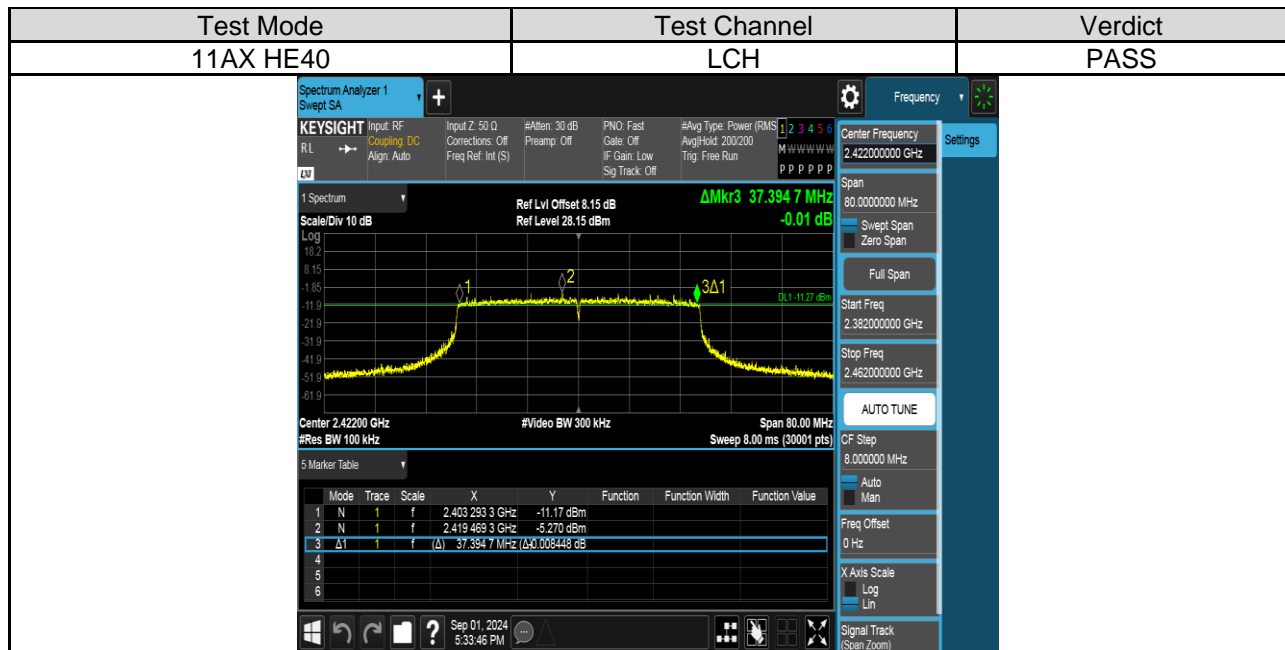 Test Mode Test Channel Verdict
11AX HE40 LCH PASS
Spectrum Analyzer 1
Swept SA
+
Frequency
KEYSIGHT
RL
LXI
Input: RF
Coupling: DC
Align: Auto
Input Z: 50 Ω
Corrections: Off
Freq Ref: Int (S)
#Atten: 30 dB
Preamp: Off
PNO: Fast
Gate: Off
IF Gain: Low
Sig Track: Off
#Avg Type: Power (RMS
Avg|Hold: 200/200
Trig: Free Run
1 2 3 4 5 6
M W W W W W
P P P P P P
Center Frequency
2.422000000 GHz
Settings
Span
80.0000000 MHz
Swept Span
Zero Span
Full Span
Start Freq
2.382000000 GHz
Stop Freq
2.462000000 GHz
AUTO TUNE
CF Step
8.000000 MHz
Auto
Man
Freq Offset
0 Hz
X Axis Scale
Log
Lin
Signal Track
(Span Zoom)
1 Spectrum
Scale/Div 10 dB
Ref Lvl Offset 8.15 dB
Ref Level 28.15 dBm
ΔMkr3 37.394 7 MHz
-0.01 dB
Log
18.2
8.15
-1.85
-11.9
-21.9
-31.9
-41.9
-51.9
-61.9
1
2
3Δ1
DL1 -11.27 dBm
Center 2.42200 GHz #Video BW 300 kHz Span 80.00 MHz
#Res BW 100 kHz Sweep 8.00 ms (30001 pts)
5 Marker Table
Mode Trace Scale X Y Function Function Width Function Value
1 N 1 f 2.403 293 3 GHz -11.17 dBm
2 N 1 f 2.419 469 3 GHz -5.270 dBm
3 Δ1 1 f (Δ) 37.394 7 MHz (Δ) -0.008448 dB
4
5
6
?
Sep 01, 2024
5:33:46 PM